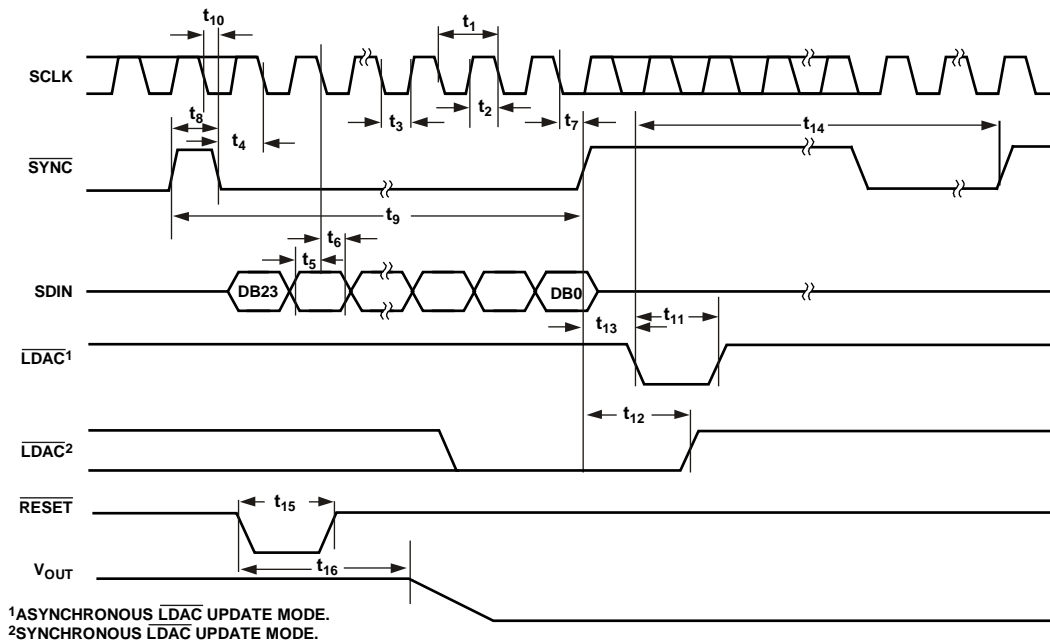 t10
t1
SCLK
t8
t4
t3
t2
t7
t14
SYNC
t9
t6
t5
SDIN
DB23
DB0
t13
t11
LDAC1
t12
LDAC2
RESET
t15
t16
VOUT
1ASYNCHRONOUS LDAC UPDATE MODE.
2SYNCHRONOUS LDAC UPDATE MODE.